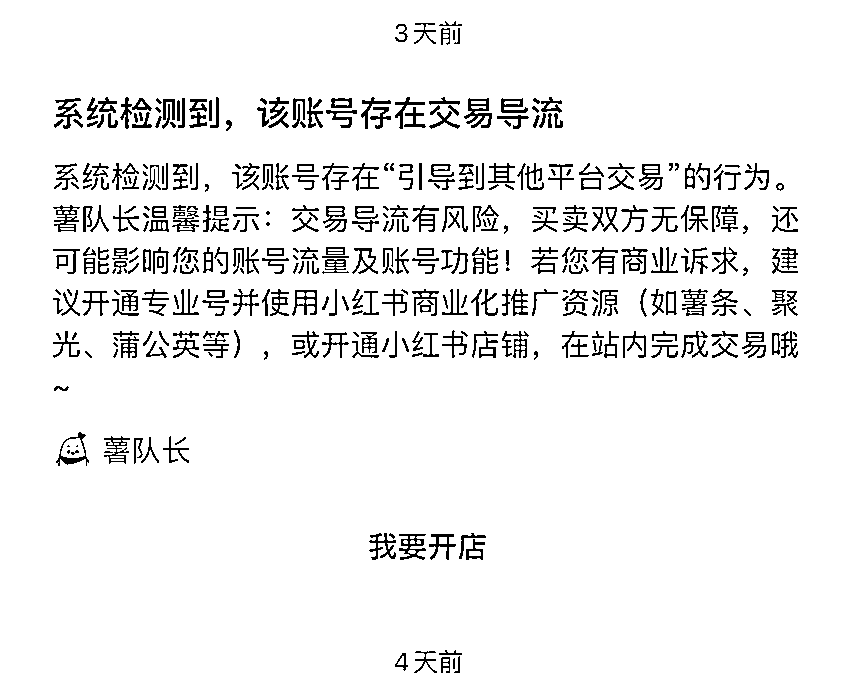 3天前
系统检测到，该账号存在交易导流
系统检测到，该账号存在“引导到其他平台交易”的行为。
薯队长温馨提示：交易导流有风险，买卖双方无保障，还
可能影响您的账号流量及账号功能！若您有商业诉求，建
议开通专业号并使用小红书商业化推广资源（如薯条、聚
光、蒲公英等），或开通小红书店铺，在站内完成交易哦
~
薯队长
我要开店
4天前